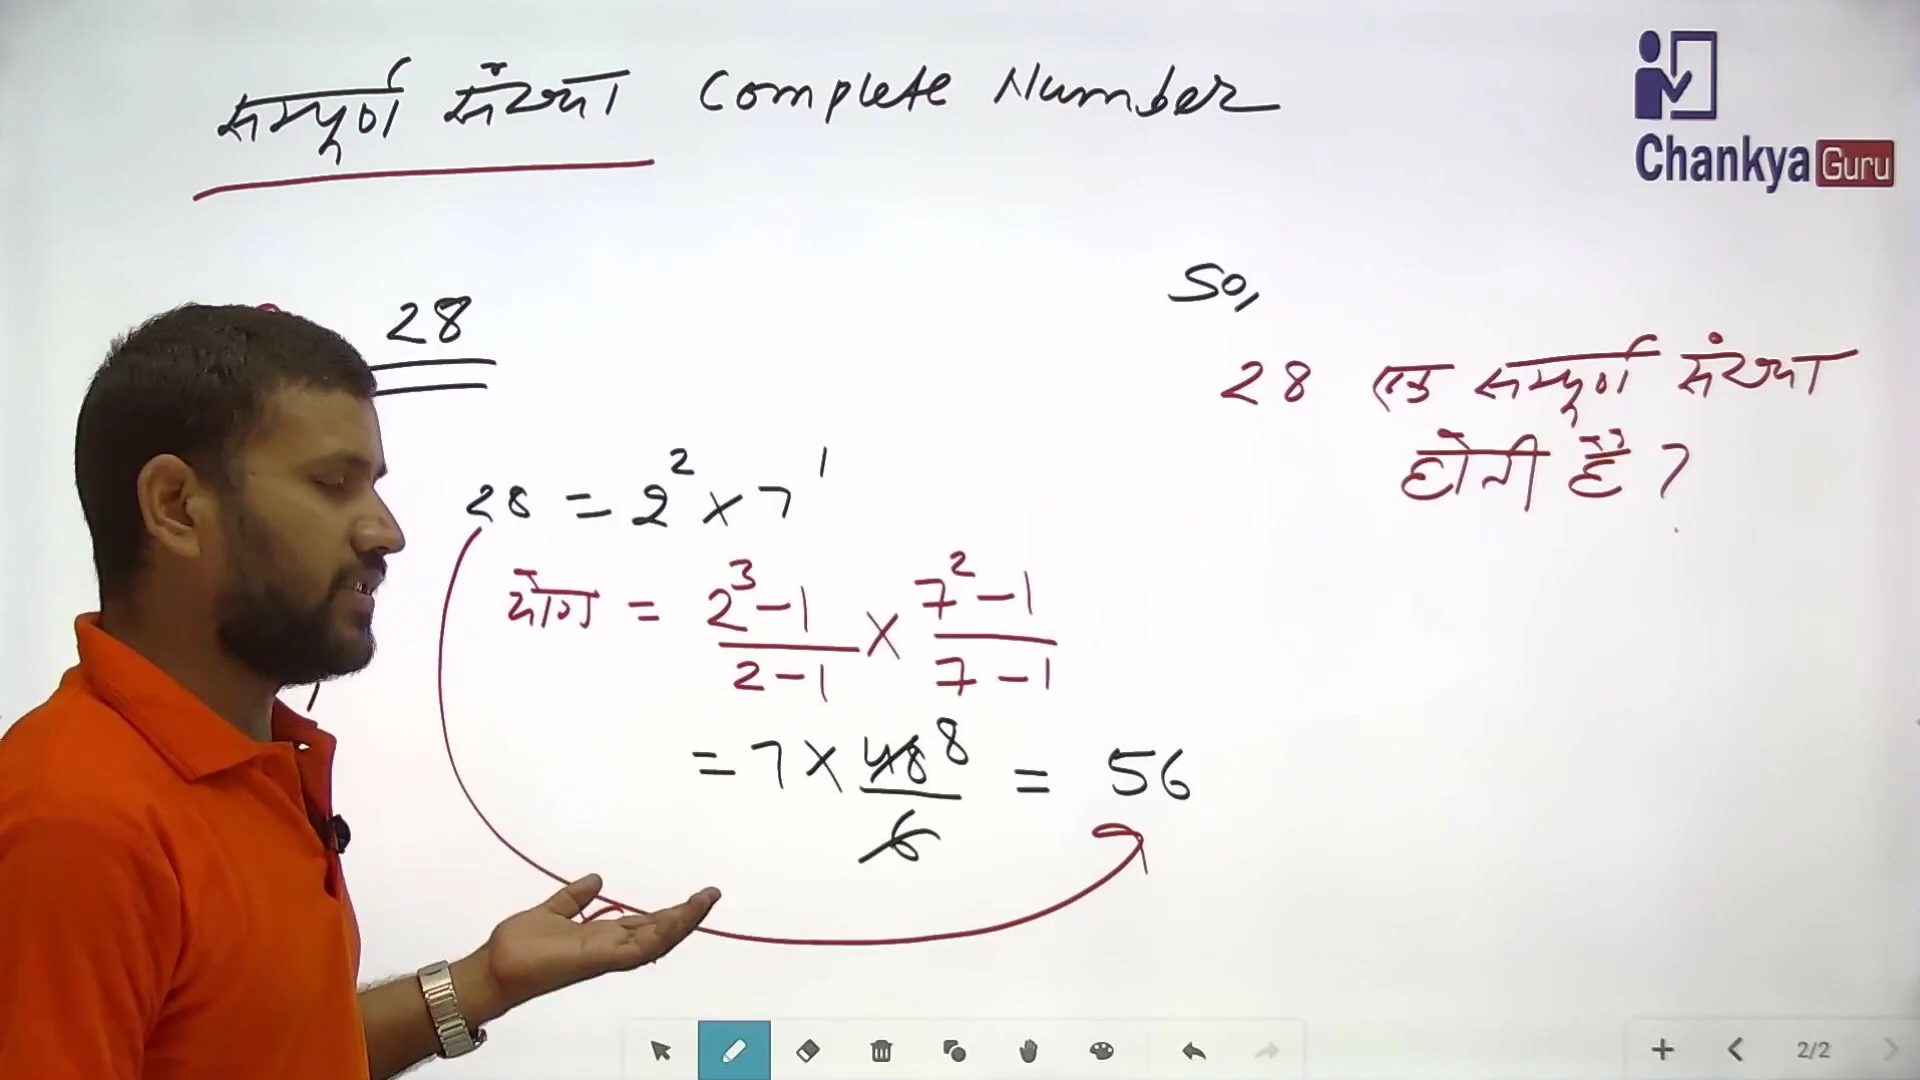 सम्पूर्ण संख्या Complete Number
Chankya Guru
28
So,
28 एक सम्पूर्ण संख्या
होती है ?
28 = 2² × 7¹
योग = 2³-1 / 2-1 × 7²-1 / 7-1
= 7 × 48 8 / 6 = 56
2/2